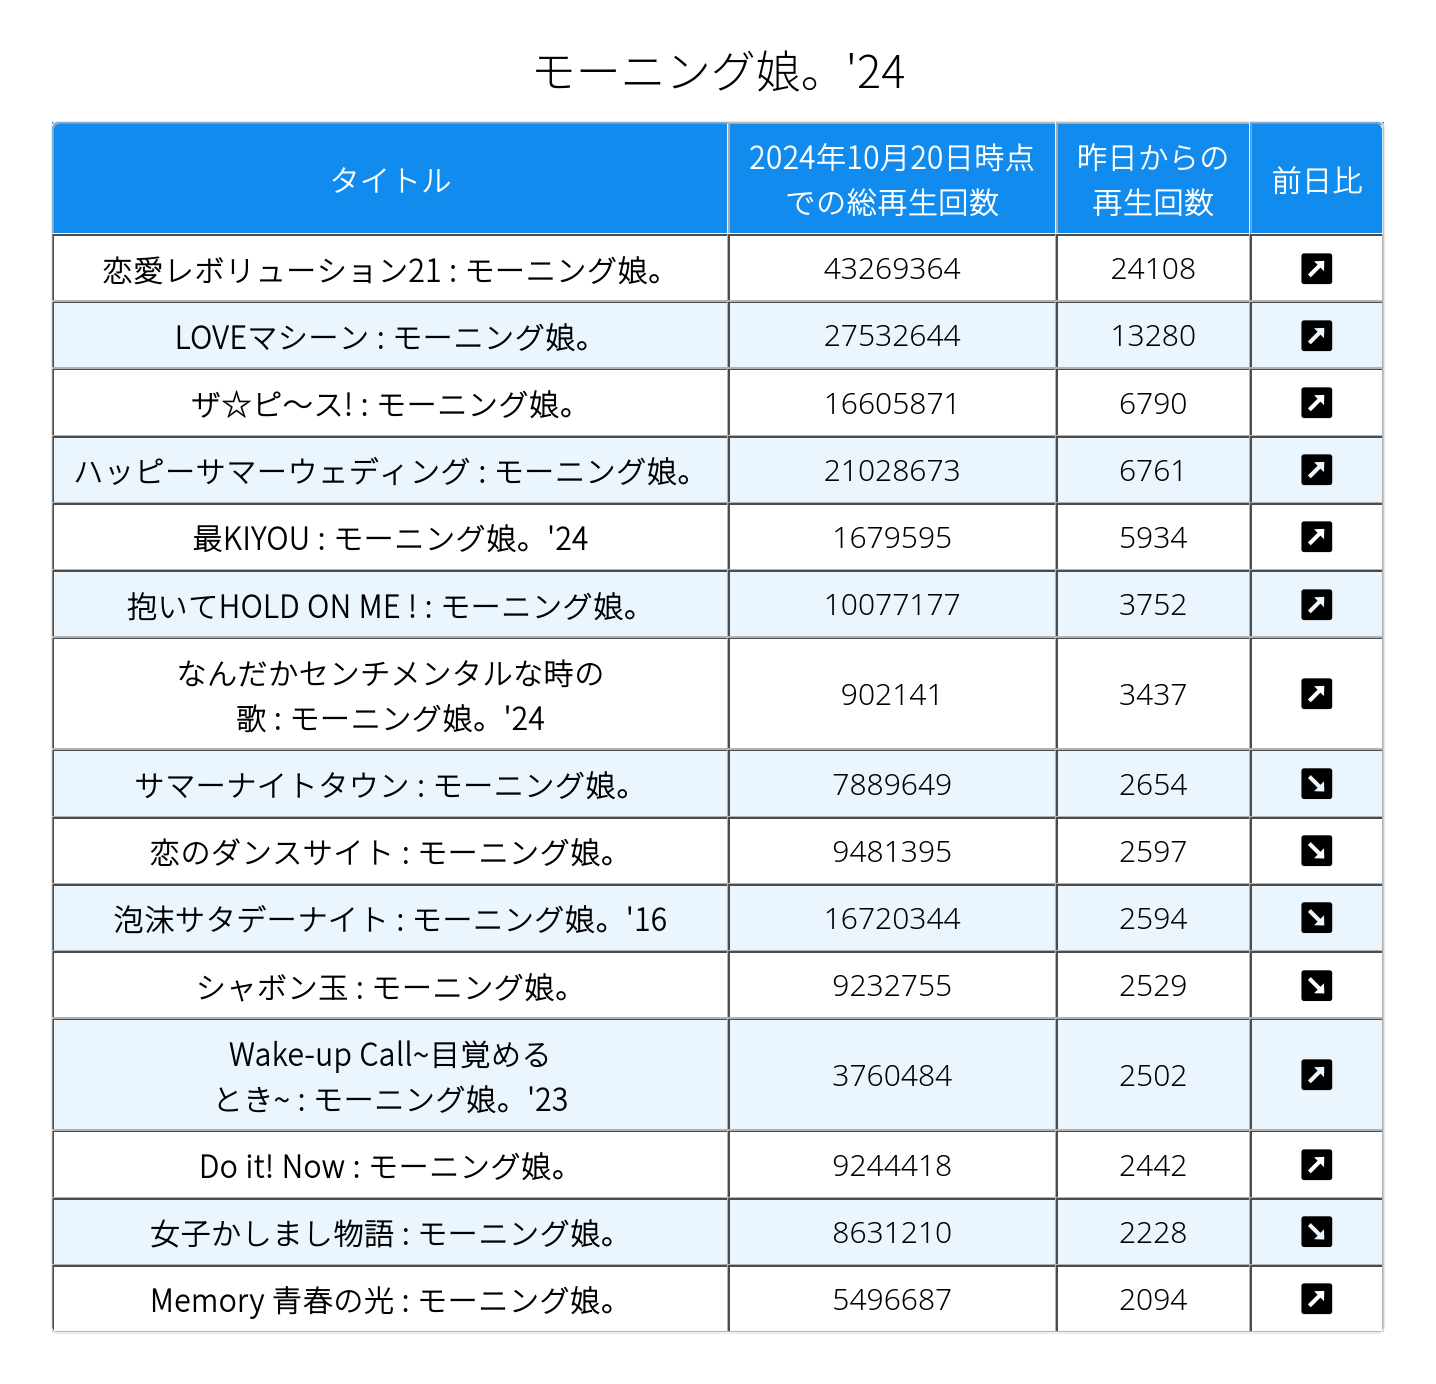 モーニング娘。'24
タイトル
2024年10月20日時点
での総再生回数
昨日からの
再生回数
前日比
恋愛レボリューション21 : モーニング娘。 43269364 24108
LOVEマシーン : モーニング娘。 27532644 13280
ザ☆ピ〜ス! : モーニング娘。 16605871 6790
ハッピーサマーウェディング : モーニング娘。 21028673 6761
最KIYOU : モーニング娘。'24 1679595 5934
抱いてHOLD ON ME ! : モーニング娘。 10077177 3752
なんだかセンチメンタルな時の
歌 : モーニング娘。'24
902141 3437
サマーナイトタウン : モーニング娘。 7889649 2654
恋のダンスサイト : モーニング娘。 9481395 2597
泡沫サタデーナイト : モーニング娘。'16 16720344 2594
シャボン玉 : モーニング娘。 9232755 2529
Wake-up Call~目覚める
とき~ : モーニング娘。'23
3760484 2502
Do it! Now : モーニング娘。 9244418 2442
女子かしまし物語 : モーニング娘。 8631210 2228
Memory 青春の光 : モーニング娘。 5496687 2094